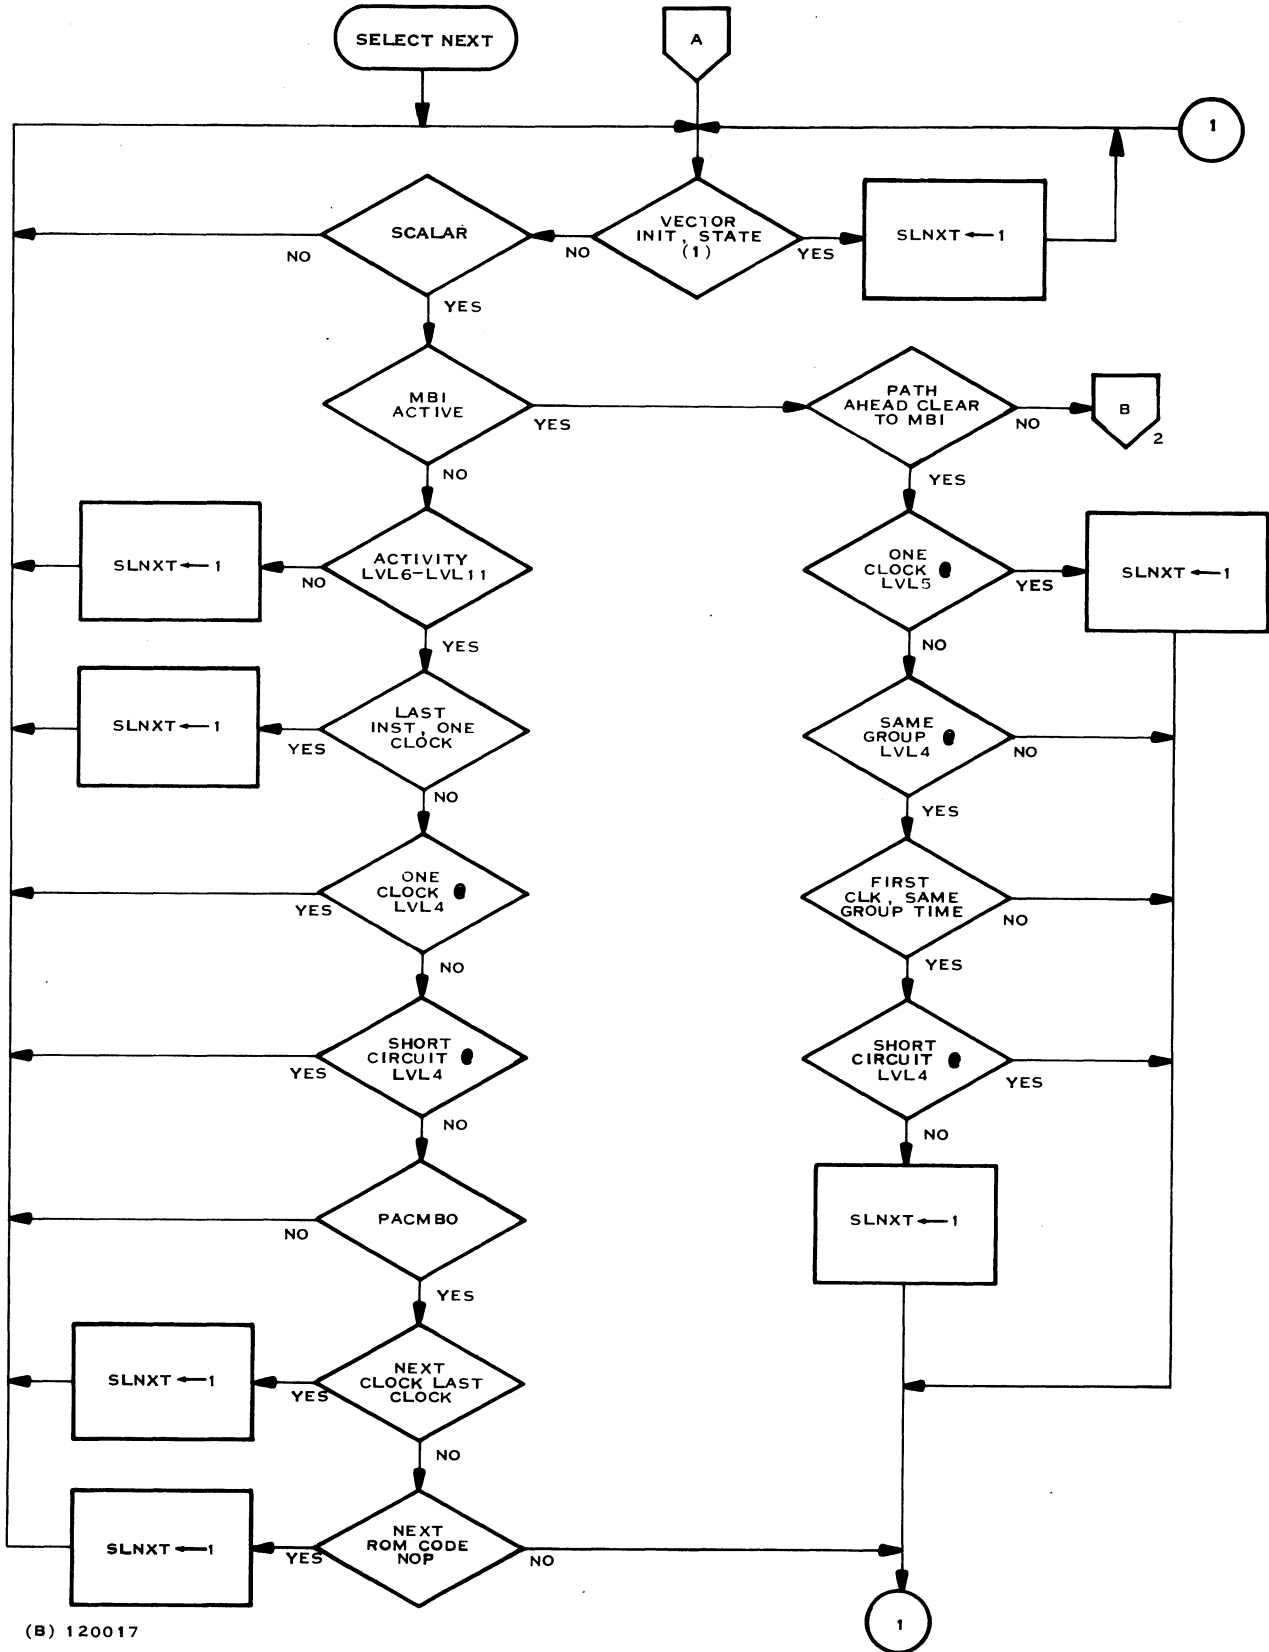 SELECT NEXT
A
1
SCALAR
NO
YES
VECTOR
INIT, STATE
(1)
NO
YES
SLNXT ← 1
MBI
ACTIVE
YES
NO
PATH
AHEAD CLEAR
TO MBI
NO
YES
B
2
SLNXT ← 1
NO
ACTIVITY
LVL6-LVL11
YES
ONE
CLOCK @
LVL5
YES
NO
SLNXT ← 1
SLNXT ← 1
YES
LAST
INST, ONE
CLOCK
NO
SAME
GROUP @
LVL4
NO
YES
ONE
CLOCK @
LVL4
YES
NO
FIRST
CLK, SAME
GROUP TIME
NO
YES
SHORT
CIRCUIT @
LVL4
YES
NO
SHORT
CIRCUIT @
LVL4
YES
NO
PACMBO
NO
YES
SLNXT ← 1
SLNXT ← 1
YES
NEXT
CLOCK LAST
CLOCK
NO
SLNXT ← 1
YES
NEXT
ROM CODE
NOP
NO
1
(B) 120017